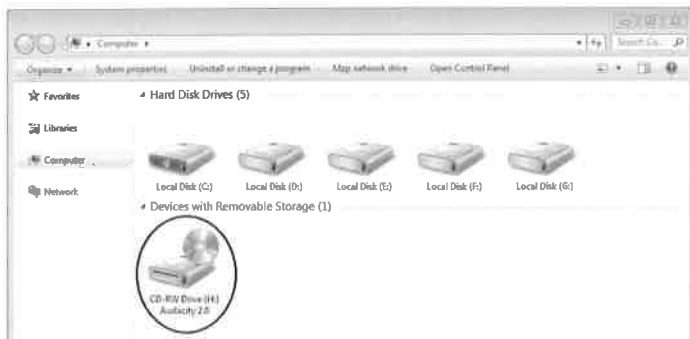 Computer
Search Co...
Organize
System properties
Uninstall or change a program
Map network drive
Open Control Panel
Favorites
Libraries
Computer
Network
Hard Disk Drives (5)
Local Disk (C:)
Local Disk (D:)
Local Disk (E:)
Local Disk (F:)
Local Disk (G:)
Devices with Removable Storage (1)
CD-RW Drive (H:)
Audacity 2.0